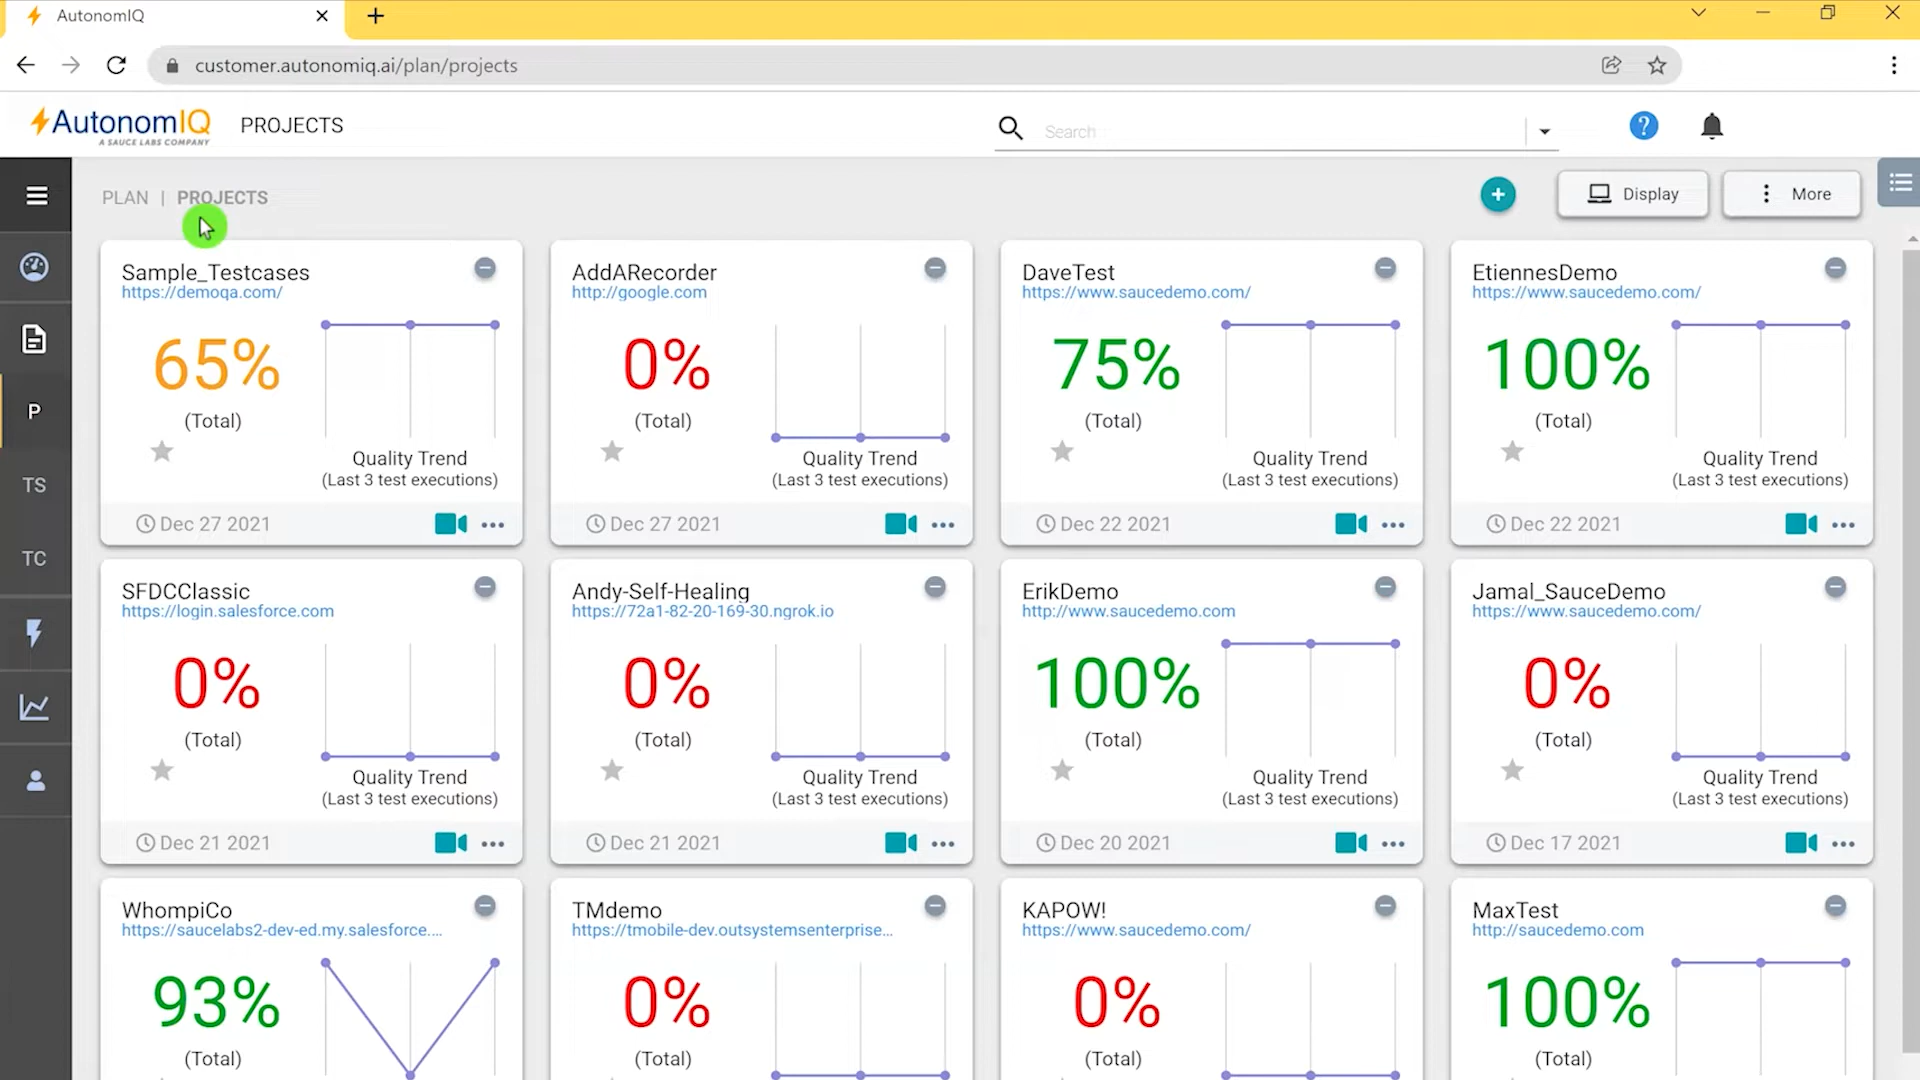 AutonomIQ
customer.autonomiq.ai/plan/projects
AutonomIQ
A SAUCE LABS COMPANY
PROJECTS
Search
?
PLAN | PROJECTS
Display
More
P
TS
TC
Sample_Testcases
https://demoqa.com/
65%
(Total)
Quality Trend
(Last 3 test executions)
Dec 27 2021
AddARecorder
http://google.com
0%
(Total)
Quality Trend
(Last 3 test executions)
Dec 27 2021
DaveTest
https://www.saucedemo.com/
75%
(Total)
Quality Trend
(Last 3 test executions)
Dec 22 2021
EtiennesDemo
https://www.saucedemo.com/
100%
(Total)
Quality Trend
(Last 3 test executions)
Dec 22 2021
SFDCClassic
https://login.salesforce.com
0%
(Total)
Quality Trend
(Last 3 test executions)
Dec 21 2021
Andy-Self-Healing
https://72a1-82-20-169-30.ngrok.io
0%
(Total)
Quality Trend
(Last 3 test executions)
Dec 21 2021
ErikDemo
http://www.saucedemo.com
100%
(Total)
Quality Trend
(Last 3 test executions)
Dec 20 2021
Jamal_SauceDemo
https://www.saucedemo.com/
0%
(Total)
Quality Trend
(Last 3 test executions)
Dec 17 2021
WhompiCo
https://saucelabs2-dev-ed.my.salesforce....
93%
(Total)
TMdemo
https://tmobile-dev.outsystemsenterprise...
0%
(Total)
KAPOW!
https://www.saucedemo.com/
0%
(Total)
MaxTest
http://saucedemo.com
100%
(Total)